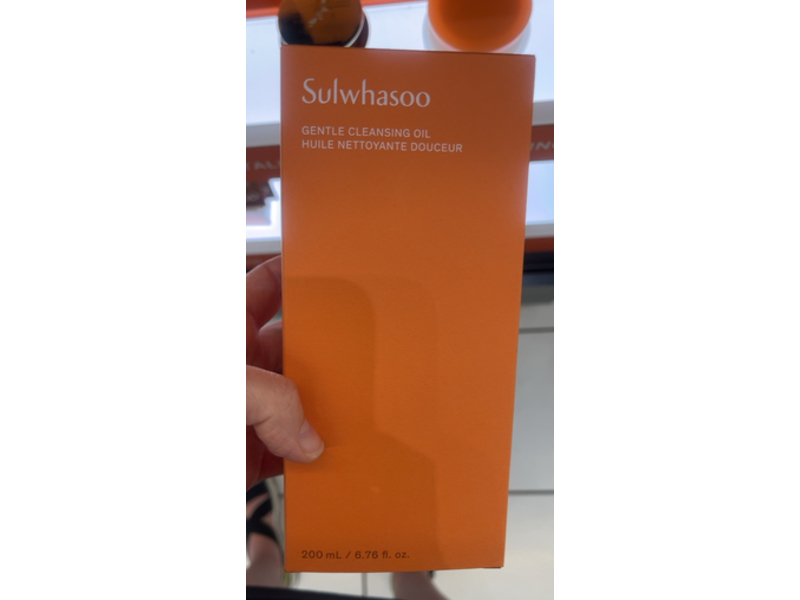 Sulwhasoo
GENTLE CLEANSING OIL
HUILE NETTOYANTE DOUCEUR
200 mL / 6.76 fl. oz.